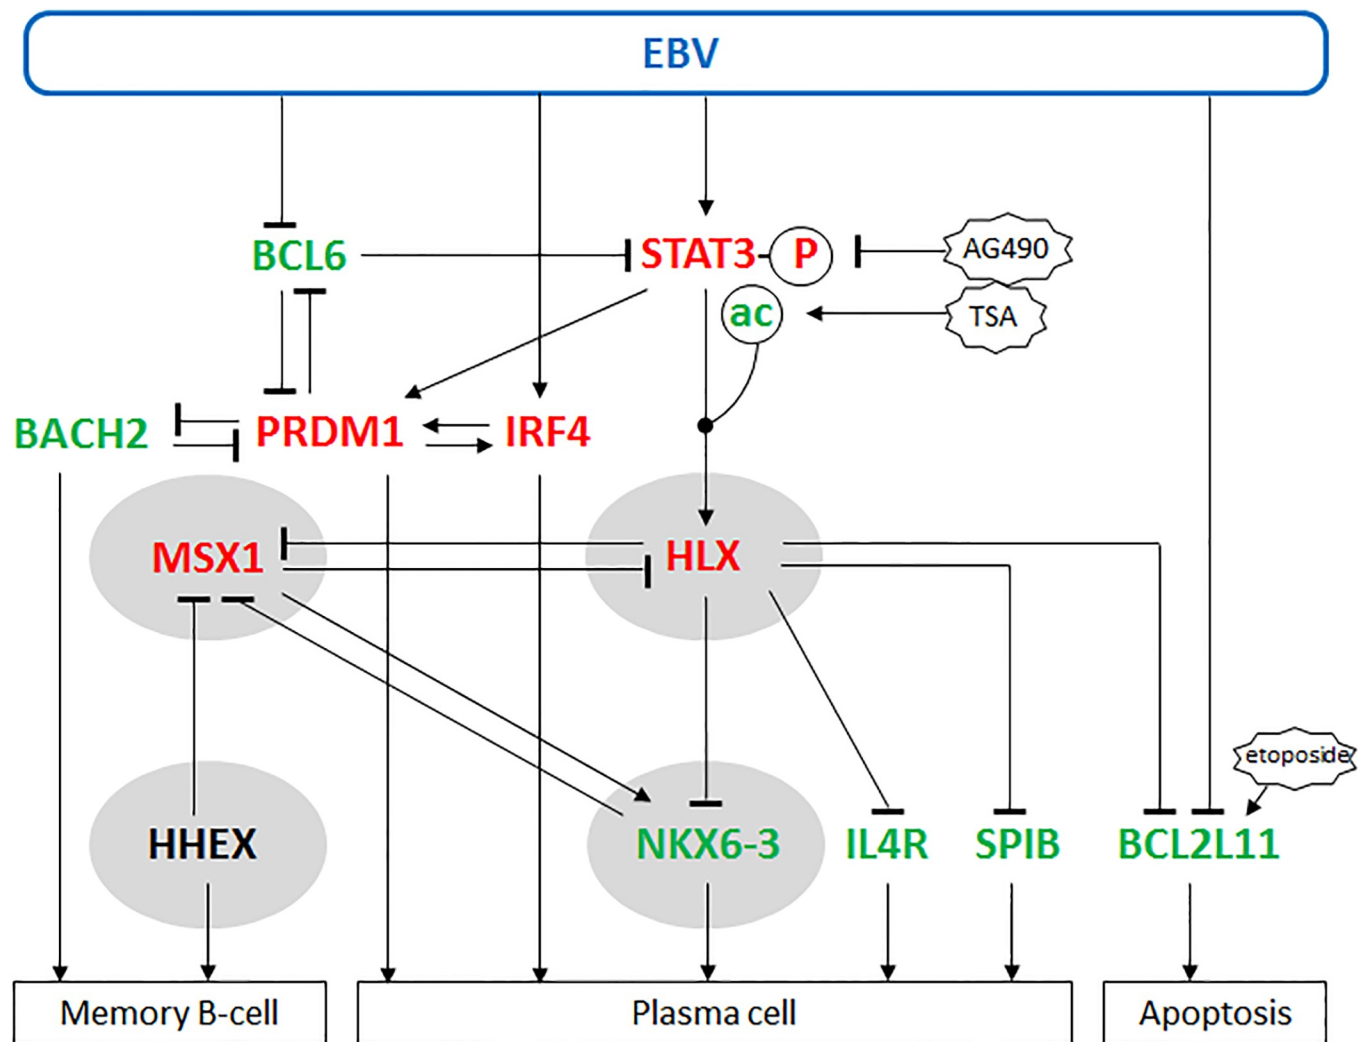 EBV
BCL6
STAT3
P
AG490
ac
TSA
BACH2
PRDM1
IRF4
MSX1
HLX
etoposide
HHEX
NKX6-3
IL4R
SPIB
BCL2L11
Memory B-cell
Plasma cell
Apoptosis